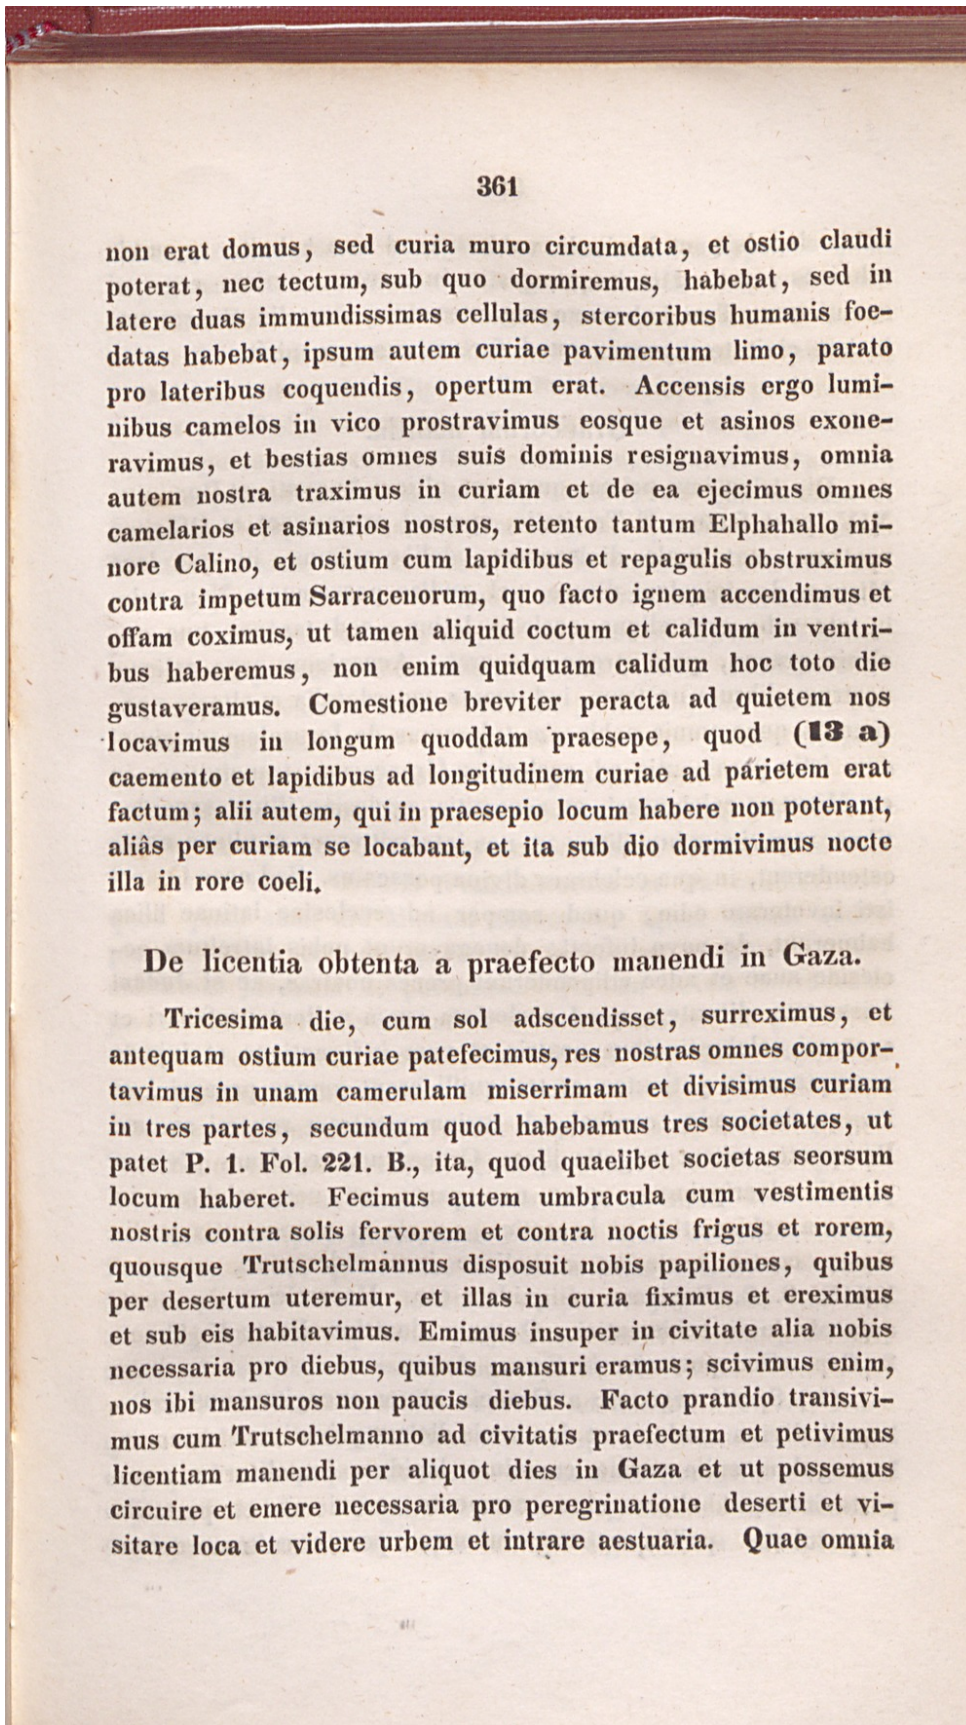 361
non erat domus, sed curia muro circumdata, et ostio claudi
poterat, nec tectum, sub quo dormiremus, habebat, sed in
latere duas immundissimas cellulas, stercoribus humanis foe-
datas habebat, ipsum autem curiae pavimentum limo, parato
pro lateribus coquendis, opertum erat. Accensis ergo lumi-
nibus camelos in vico prostravimus eosque et asinos exone-
ravimus, et bestias omnes suis dominis resignavimus, omnia
autem nostra traximus in curiam et de ea ejecimus omnes
camelarios et asinarios nostros, retento tantum Elphahallo mi-
nore Calino, et ostium cum lapidibus et repagulis obstruximus
contra impetum Sarracenorum, quo facto ignem accendimus et
offam coximus, ut tamen aliquid coctum et calidum in ventri-
bus haberemus, non enim quidquam calidum hoc toto die
gustaveramus. Comestione breviter peracta ad quietem nos
locavimus in longum quoddam praesepe, quod (13 a)
caemento et lapidibus ad longitudinem curiae ad parietem erat
factum; alii autem, qui in praesepio locum habere non poterant,
aliâs per curiam se locabant, et ita sub dio dormivimus nocte
illa in rore coeli.
De licentia obtenta a praefecto manendi in Gaza.
Tricesima die, cum sol adscendisset, surreximus, et
antequam ostium curiae patefecimus, res nostras omnes compor-
tavimus in unam camerulam miserrimam et divisimus curiam
in tres partes, secundum quod habebamus tres societates, ut
patet P. 1. Fol. 221. B., ita, quod quaelibet societas seorsum
locum haberet. Fecimus autem umbracula cum vestimentis
nostris contra solis fervorem et contra noctis frigus et rorem,
quousque Trutschelmannus disposuit nobis papiliones, quibus
per desertum uteremur, et illas in curia fiximus et ereximus
et sub eis habitavimus. Emimus insuper in civitate alia nobis
necessaria pro diebus, quibus mansuri eramus; scivimus enim,
nos ibi mansuros non paucis diebus. Facto prandio transivi-
mus cum Trutschelmanno ad civitatis praefectum et petivimus
licentiam manendi per aliquot dies in Gaza et ut possemus
circuire et emere necessaria pro peregrinatione deserti et vi-
sitare loca et videre urbem et intrare aestuaria. Quae omnia